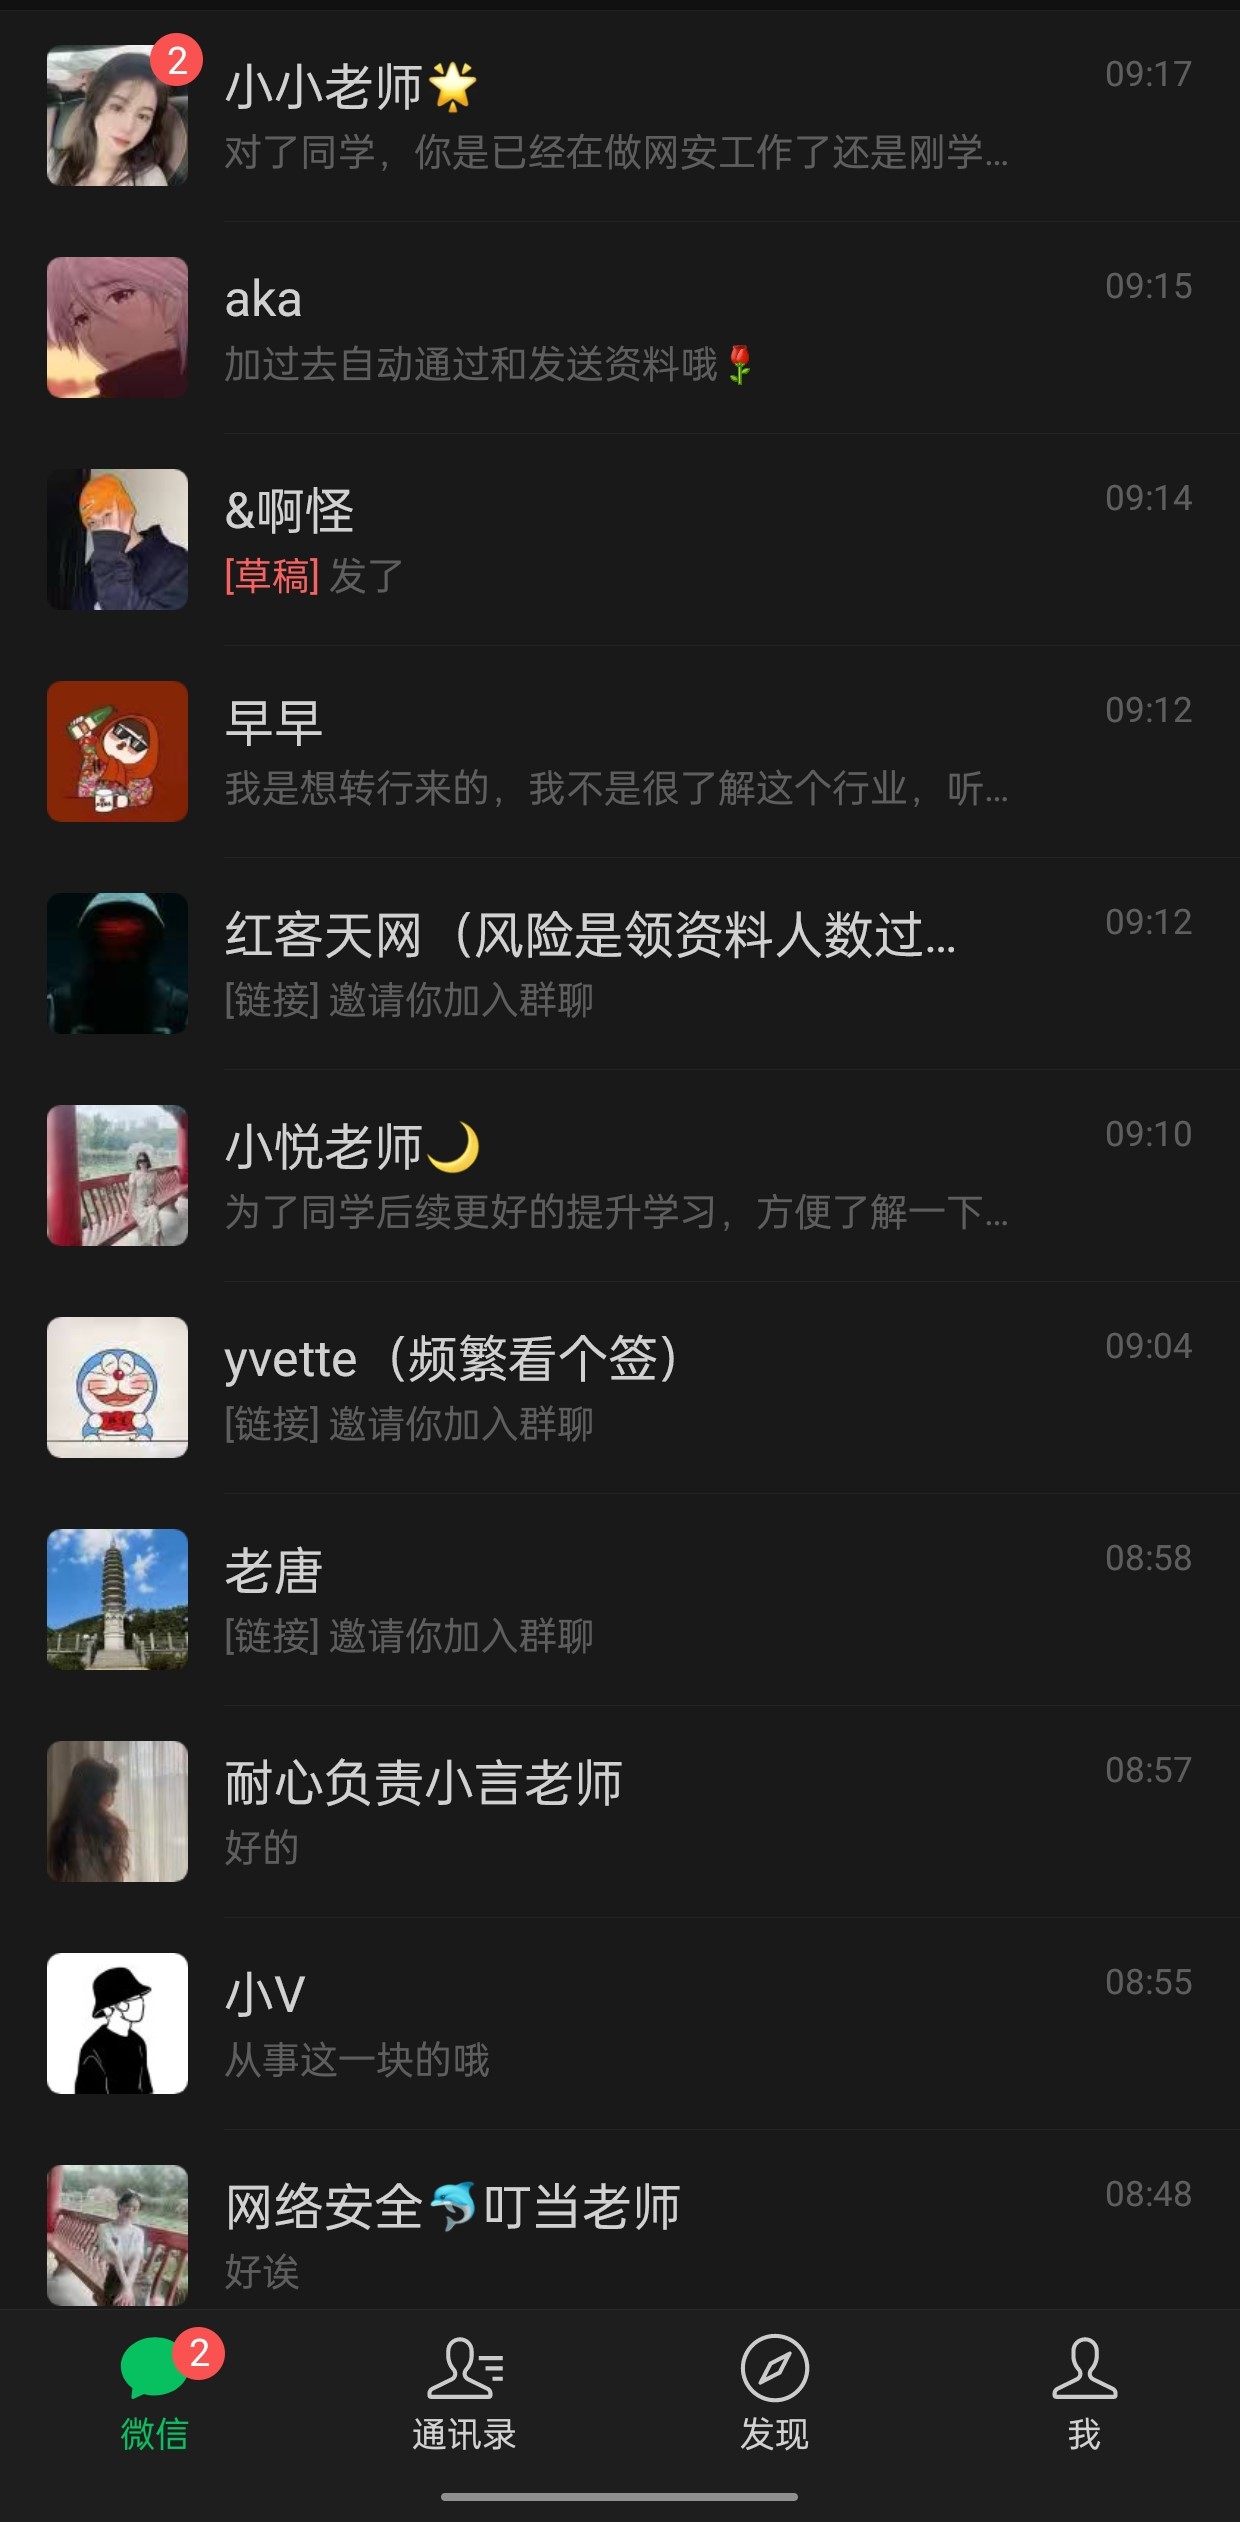 小小老师🌟
09:17
2
对了同学，你是已经在做网安工作了还是刚学...
aka
09:15
加过去自动通过和发送资料哦🌹
&啊怪
09:14
[草稿] 发了
早早
09:12
我是想转行来的，我不是很了解这个行业，听...
红客天网（风险是领资料人数过...
09:12
[链接] 邀请你加入群聊
小悦老师🌙
09:10
为了同学后续更好的提升学习，方便了解一下...
yvette（频繁看个签）
09:04
[链接] 邀请你加入群聊
老唐
08:58
[链接] 邀请你加入群聊
耐心负责小言老师
08:57
好的
小V
08:55
从事这一块的哦
网络安全🐬叮当老师
08:48
好诶
2
微信
通讯录
发现
我